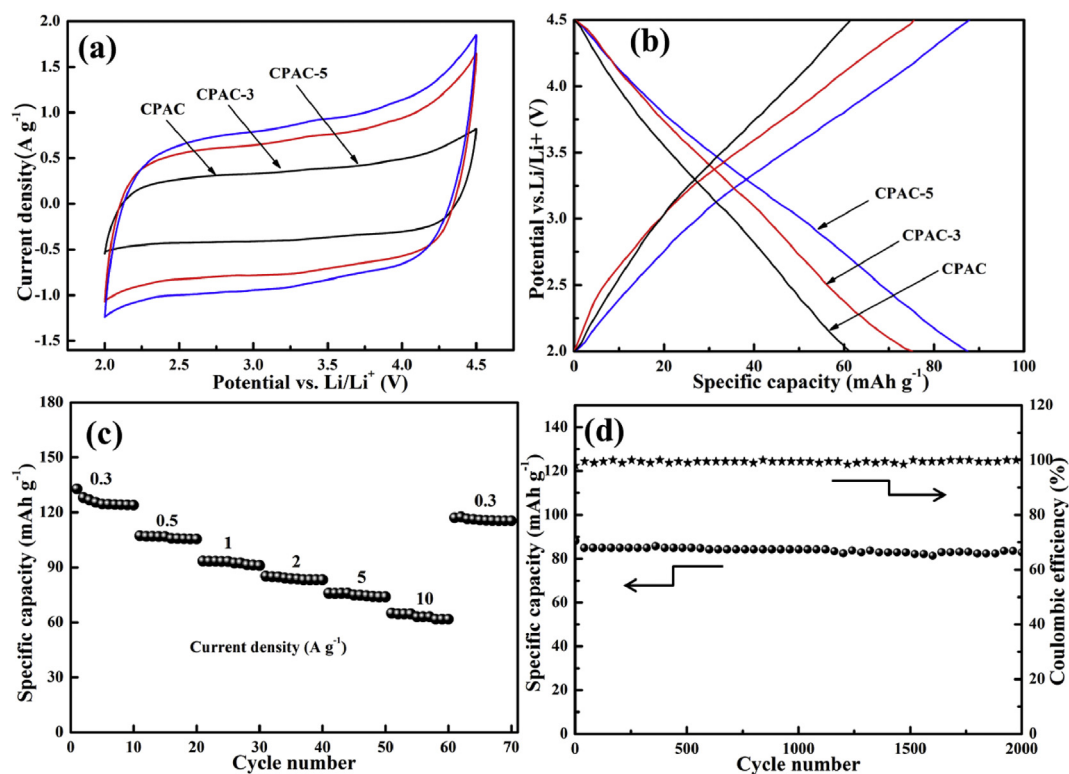 (a)
CPAC-5
CPAC-3
CPAC
Current density(A g-1)
2.0
1.5
1.0
0.5
0.0
-0.5
-1.0
1.5
2.0 2.5 3.0 3.5 4.0 4.5
Potential vs. Li/Li+ (V)
(b)
CPAC-5
CPAC-3
CPAC
Potential vs.Li/Li+ (V)
4.5
4.0
3.5
3.0
2.5
2.0
0 20 40 60 80 100
Specific capacity (mAh g-1)
(c)
0.3
0.5
1
2
5
10
0.3
Current density (A g-1)
Specific capacity (mAh g-1)
180
150
120
90
60
30
0
0 10 20 30 40 50 60 70
Cycle number
(d)
Specific capacity (mAh g-1)
140
120
100
80
60
40
20
0
Coulombic efficiency (%)
120
100
80
60
40
20
0
0 500 1000 1500 2000
Cycle number